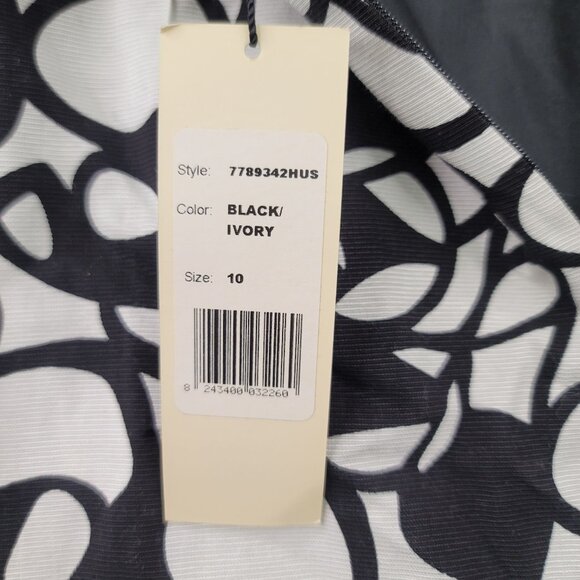 Style: 7789342HUS
Color: BLACK/
IVORY
Size: 10
8 243400 032260